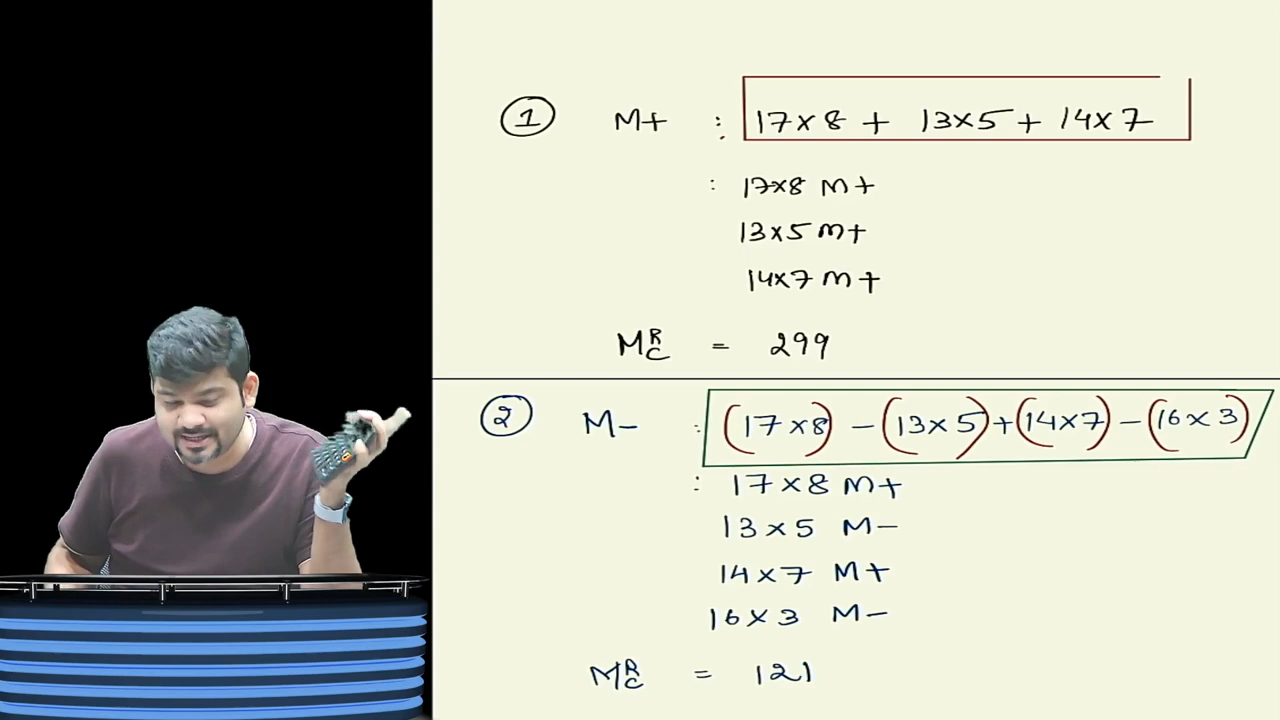 ① M+ : 17×8 + 13×5 + 14×7
: 17×8 M+
13×5 M+
14×7 M+
MRC = 299
② M- : (17×8) - (13×5) + (14×7) - (16×3)
: 17×8 M+
13×5 M-
14×7 M+
16×3 M-
MRC = 121